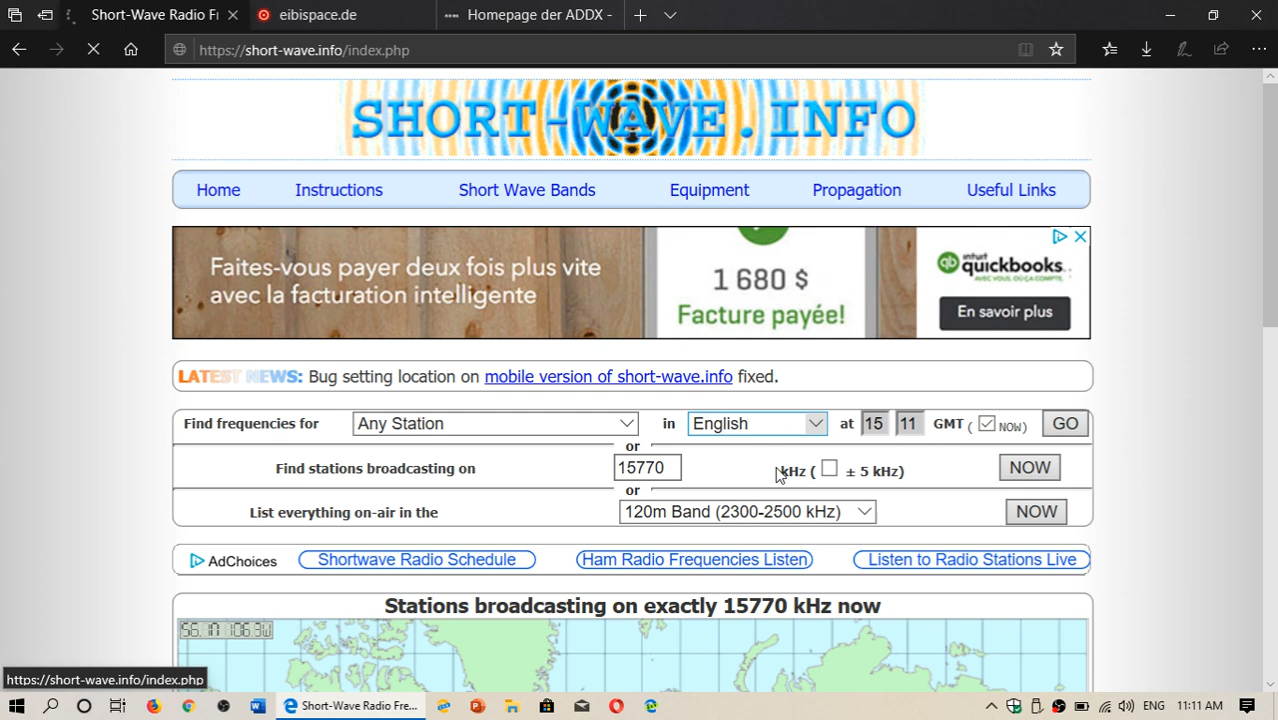 Short-Wave Radio Fr
eibispace.de
Homepage der ADDX -
https://short-wave.info/index.php
SHORT-WAVE.INFO
Home Instructions Short Wave Bands Equipment Propagation Useful Links
Faites-vous payer deux fois plus vite
avec la facturation intelligente
1 680 $
Facture payée!
intuit
quickbooks.
En savoir plus
LATEST NEWS: Bug setting location on mobile version of short-wave.info fixed.
Find frequencies for Any Station in English at 15 11 GMT ( NOW) GO
or
Find stations broadcasting on 15770 kHz ( ± 5 kHz) NOW
or
List everything on-air in the 120m Band (2300-2500 kHz) NOW
AdChoices Shortwave Radio Schedule Ham Radio Frequencies Listen Listen to Radio Stations Live
Stations broadcasting on exactly 15770 kHz now
56.1N 106.3W
https://short-wave.info/index.php
Short-Wave Radio Fre...
ENG 11:11 AM